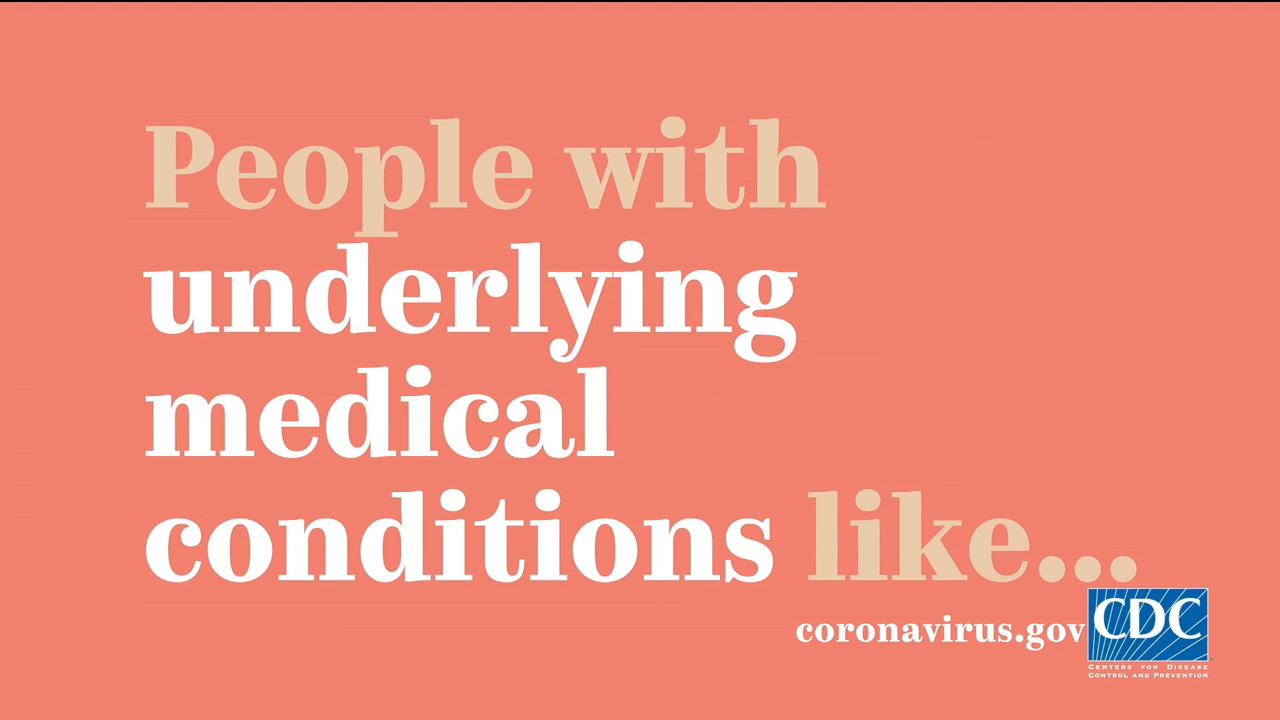 People with
underlying
medical
conditions like...
coronavirus.gov
CDC
CENTERS FOR DISEASE
CONTROL AND PREVENTION